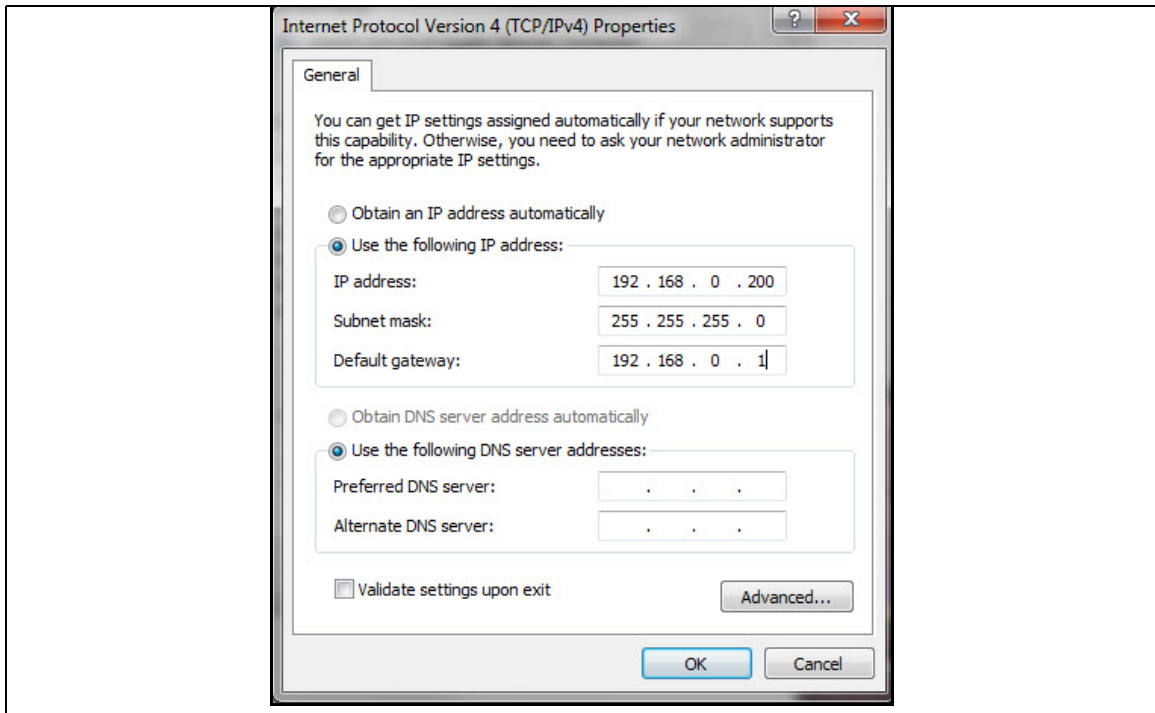 Internet Protocol Version 4 (TCP/IPv4) Properties
General
You can get IP settings assigned automatically if your network supports
this capability. Otherwise, you need to ask your network administrator
for the appropriate IP settings.
Obtain an IP address automatically
Use the following IP address:
IP address: 192 . 168 . 0 . 200
Subnet mask: 255 . 255 . 255 . 0
Default gateway: 192 . 168 . 0 . 1
Obtain DNS server address automatically
Use the following DNS server addresses:
Preferred DNS server: . . .
Alternate DNS server: . . .
Validate settings upon exit
Advanced...
OK Cancel